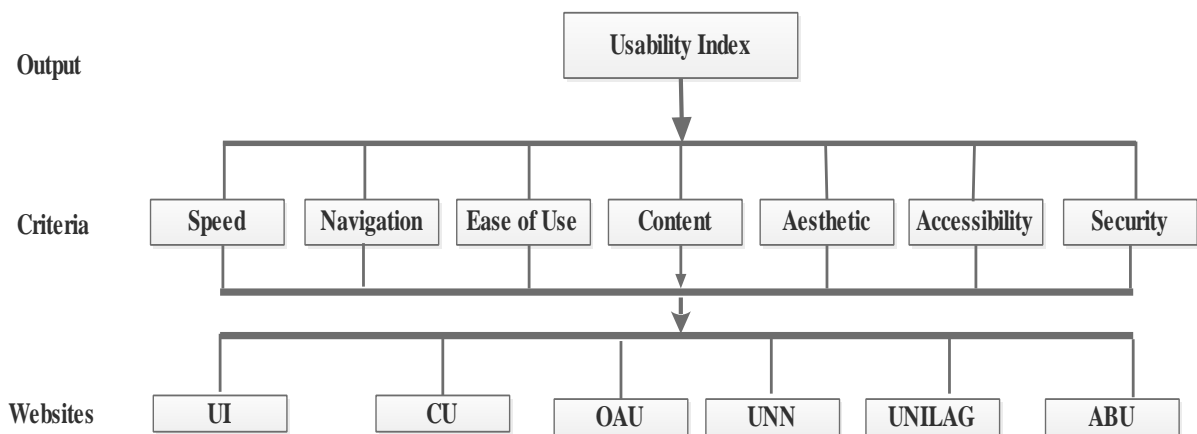 Output
Usability Index
Criteria
Speed
Navigation
Ease of Use
Content
Aesthetic
Accessibility
Security
Websites
UI
CU
OAU
UNN
UNILAG
ABU